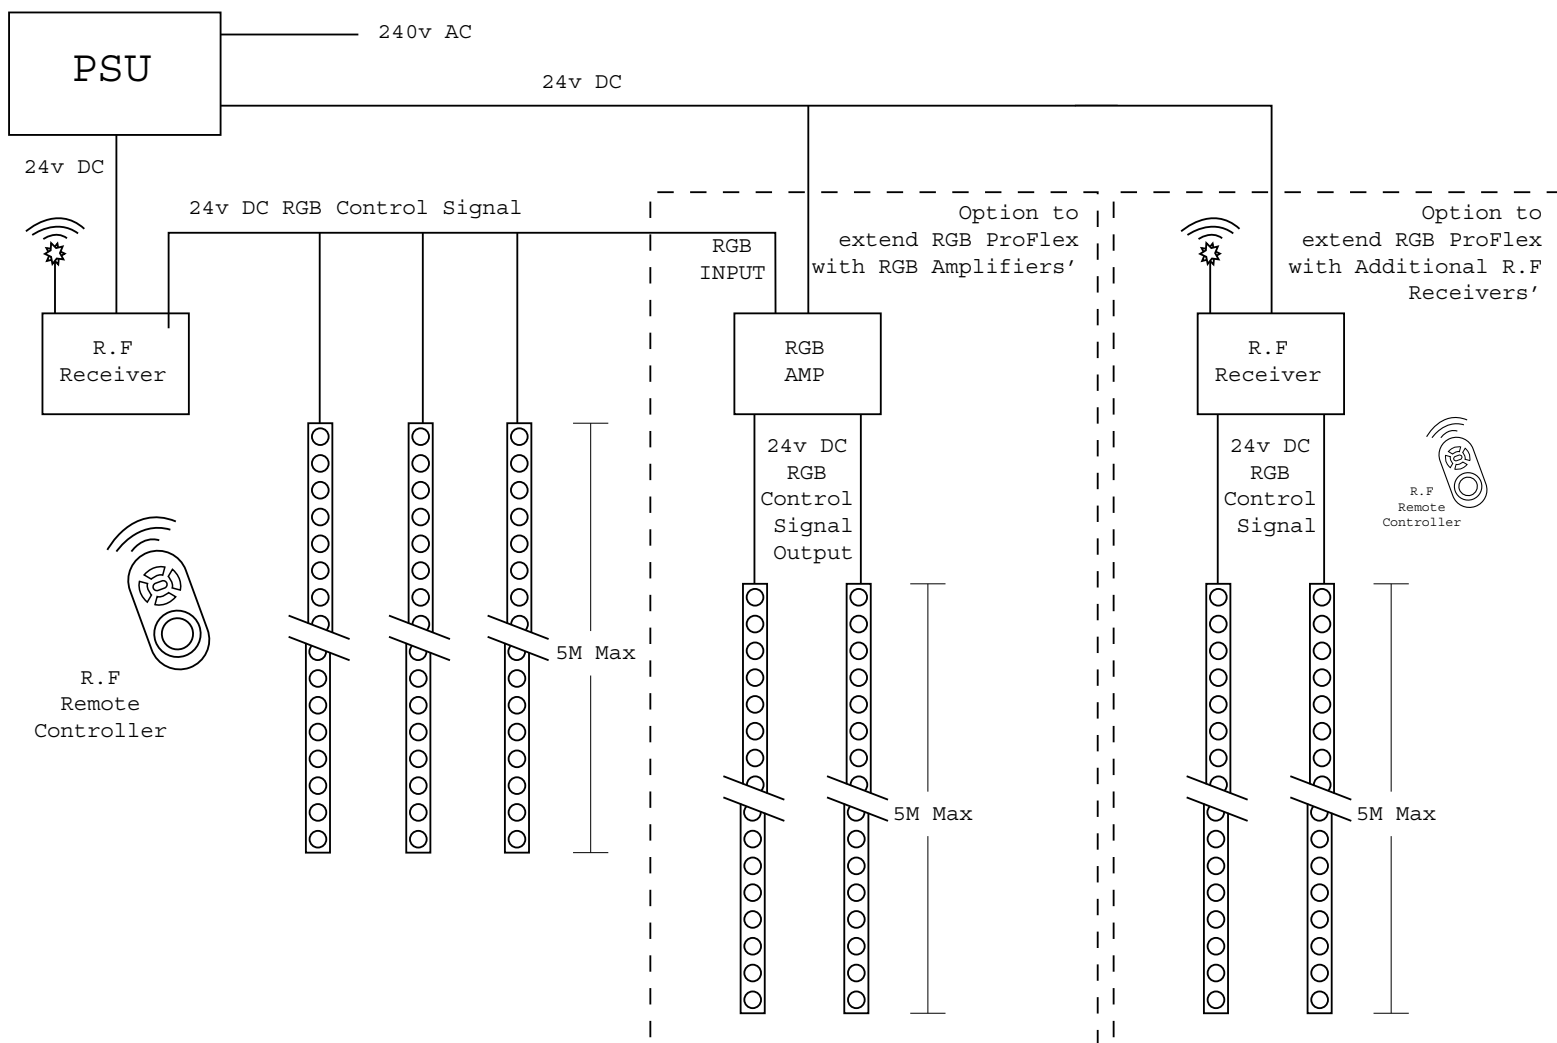 PSU
240v AC
24v DC
24v DC
24v DC RGB Control Signal
R.F
Receiver
R.F
Remote
Controller
5M Max
Option to
extend RGB ProFlex
with RGB Amplifiers’
RGB
INPUT
RGB
AMP
24v DC
RGB
Control
Signal
Output
5M Max
Option to
extend RGB ProFlex
with Additional R.F
Receivers’
R.F
Receiver
24v DC
RGB
Control
Signal
R.F
Remote
Controller
5M Max